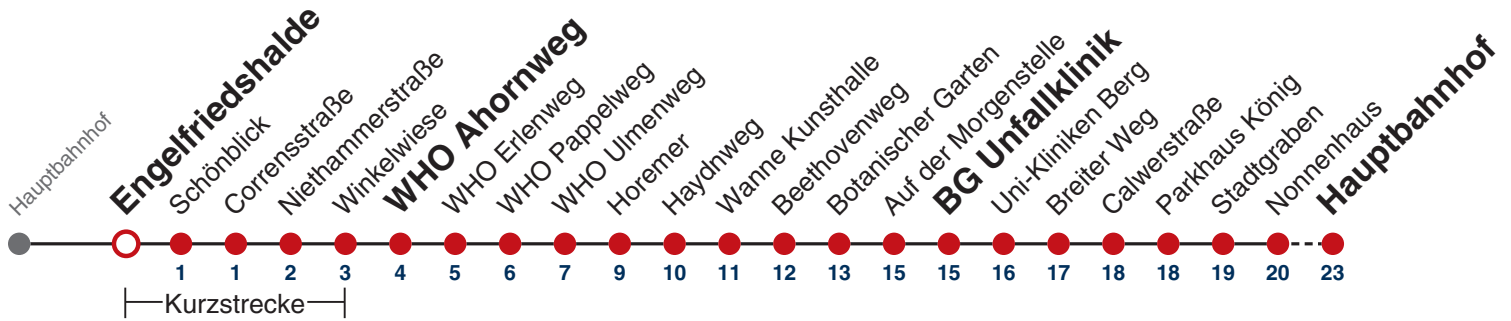 Hauptbahnhof
Engelfriedshalde
Schönblick
Corrensstraße
Niethammerstraße
Winkelwiese
WHO Ahornweg
WHO Erlenweg
WHO Pappelweg
WHO Ulmenweg
Horemer
Haydnweg
Wanne Kunsthalle
Beethovenweg
Botanischer Garten
Auf der Morgenstelle
BG Unfallklinik
Uni-Kliniken Berg
Breiter Weg
Calwerstraße
Parkhaus König
Stadtgraben
Nonnenhaus
Hauptbahnhof
1 1 2 3 4 5 6 7 9 10 11 12 13 15 15 16 17 18 18 19 20 23
Kurzstrecke